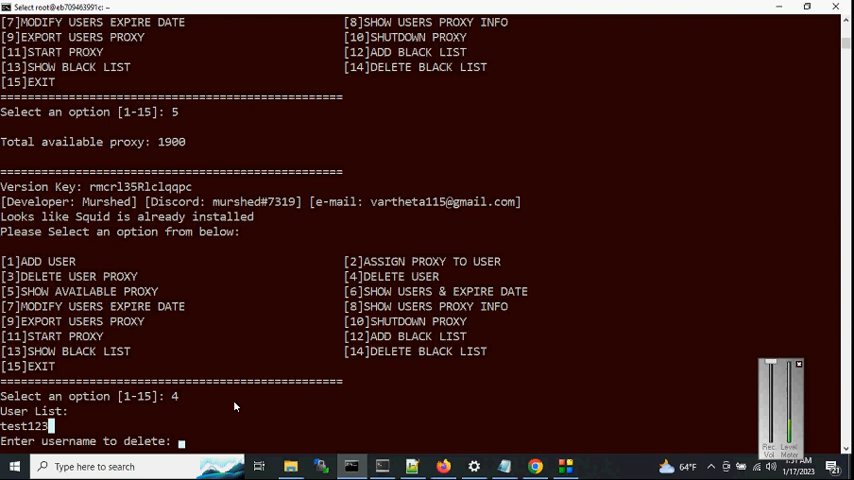 Select root@eb709463991c: ~
[7]MODIFY USERS EXPIRE DATE [8]SHOW USERS PROXY INFO
[9]EXPORT USERS PROXY [10]SHUTDOWN PROXY
[11]START PROXY [12]ADD BLACK LIST
[13]SHOW BLACK LIST [14]DELETE BLACK LIST
[15]EXIT
==================================================
Select an option [1-15]: 5
Total available proxy: 1900
==================================================
Version Key: rmcrl35Rlclqqpc
[Developer: Murshed] [Discord: murshed#7319] [e-mail: vartheta115@gmail.com]
Looks like Squid is already installed
Please Select an option from below:
[1]ADD USER [2]ASSIGN PROXY TO USER
[3]DELETE USER PROXY [4]DELETE USER
[5]SHOW AVAILABLE PROXY [6]SHOW USERS & EXPIRE DATE
[7]MODIFY USERS EXPIRE DATE [8]SHOW USERS PROXY INFO
[9]EXPORT USERS PROXY [10]SHUTDOWN PROXY
[11]START PROXY [12]ADD BLACK LIST
[13]SHOW BLACK LIST [14]DELETE BLACK LIST
[15]EXIT
==================================================
Select an option [1-15]: 4
User List:
test123
Enter username to delete:
Rec. Level
Vol Meter
Type here to search
64°F
1/17/2023
21